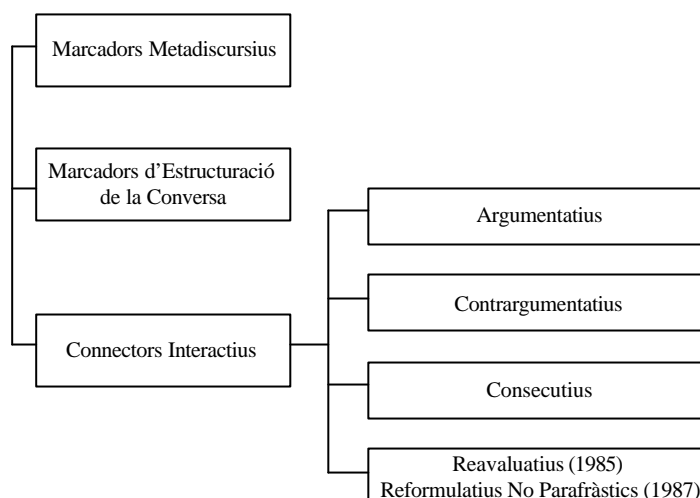 Marcadors Metadiscursius
Marcadors d’Estructuració
de la Conversa
Connectors Interactius
Argumentatius
Contrargumentatius
Consecutius
Reavaluatius (1985)
Reformulatius No Parafràstics (1987)